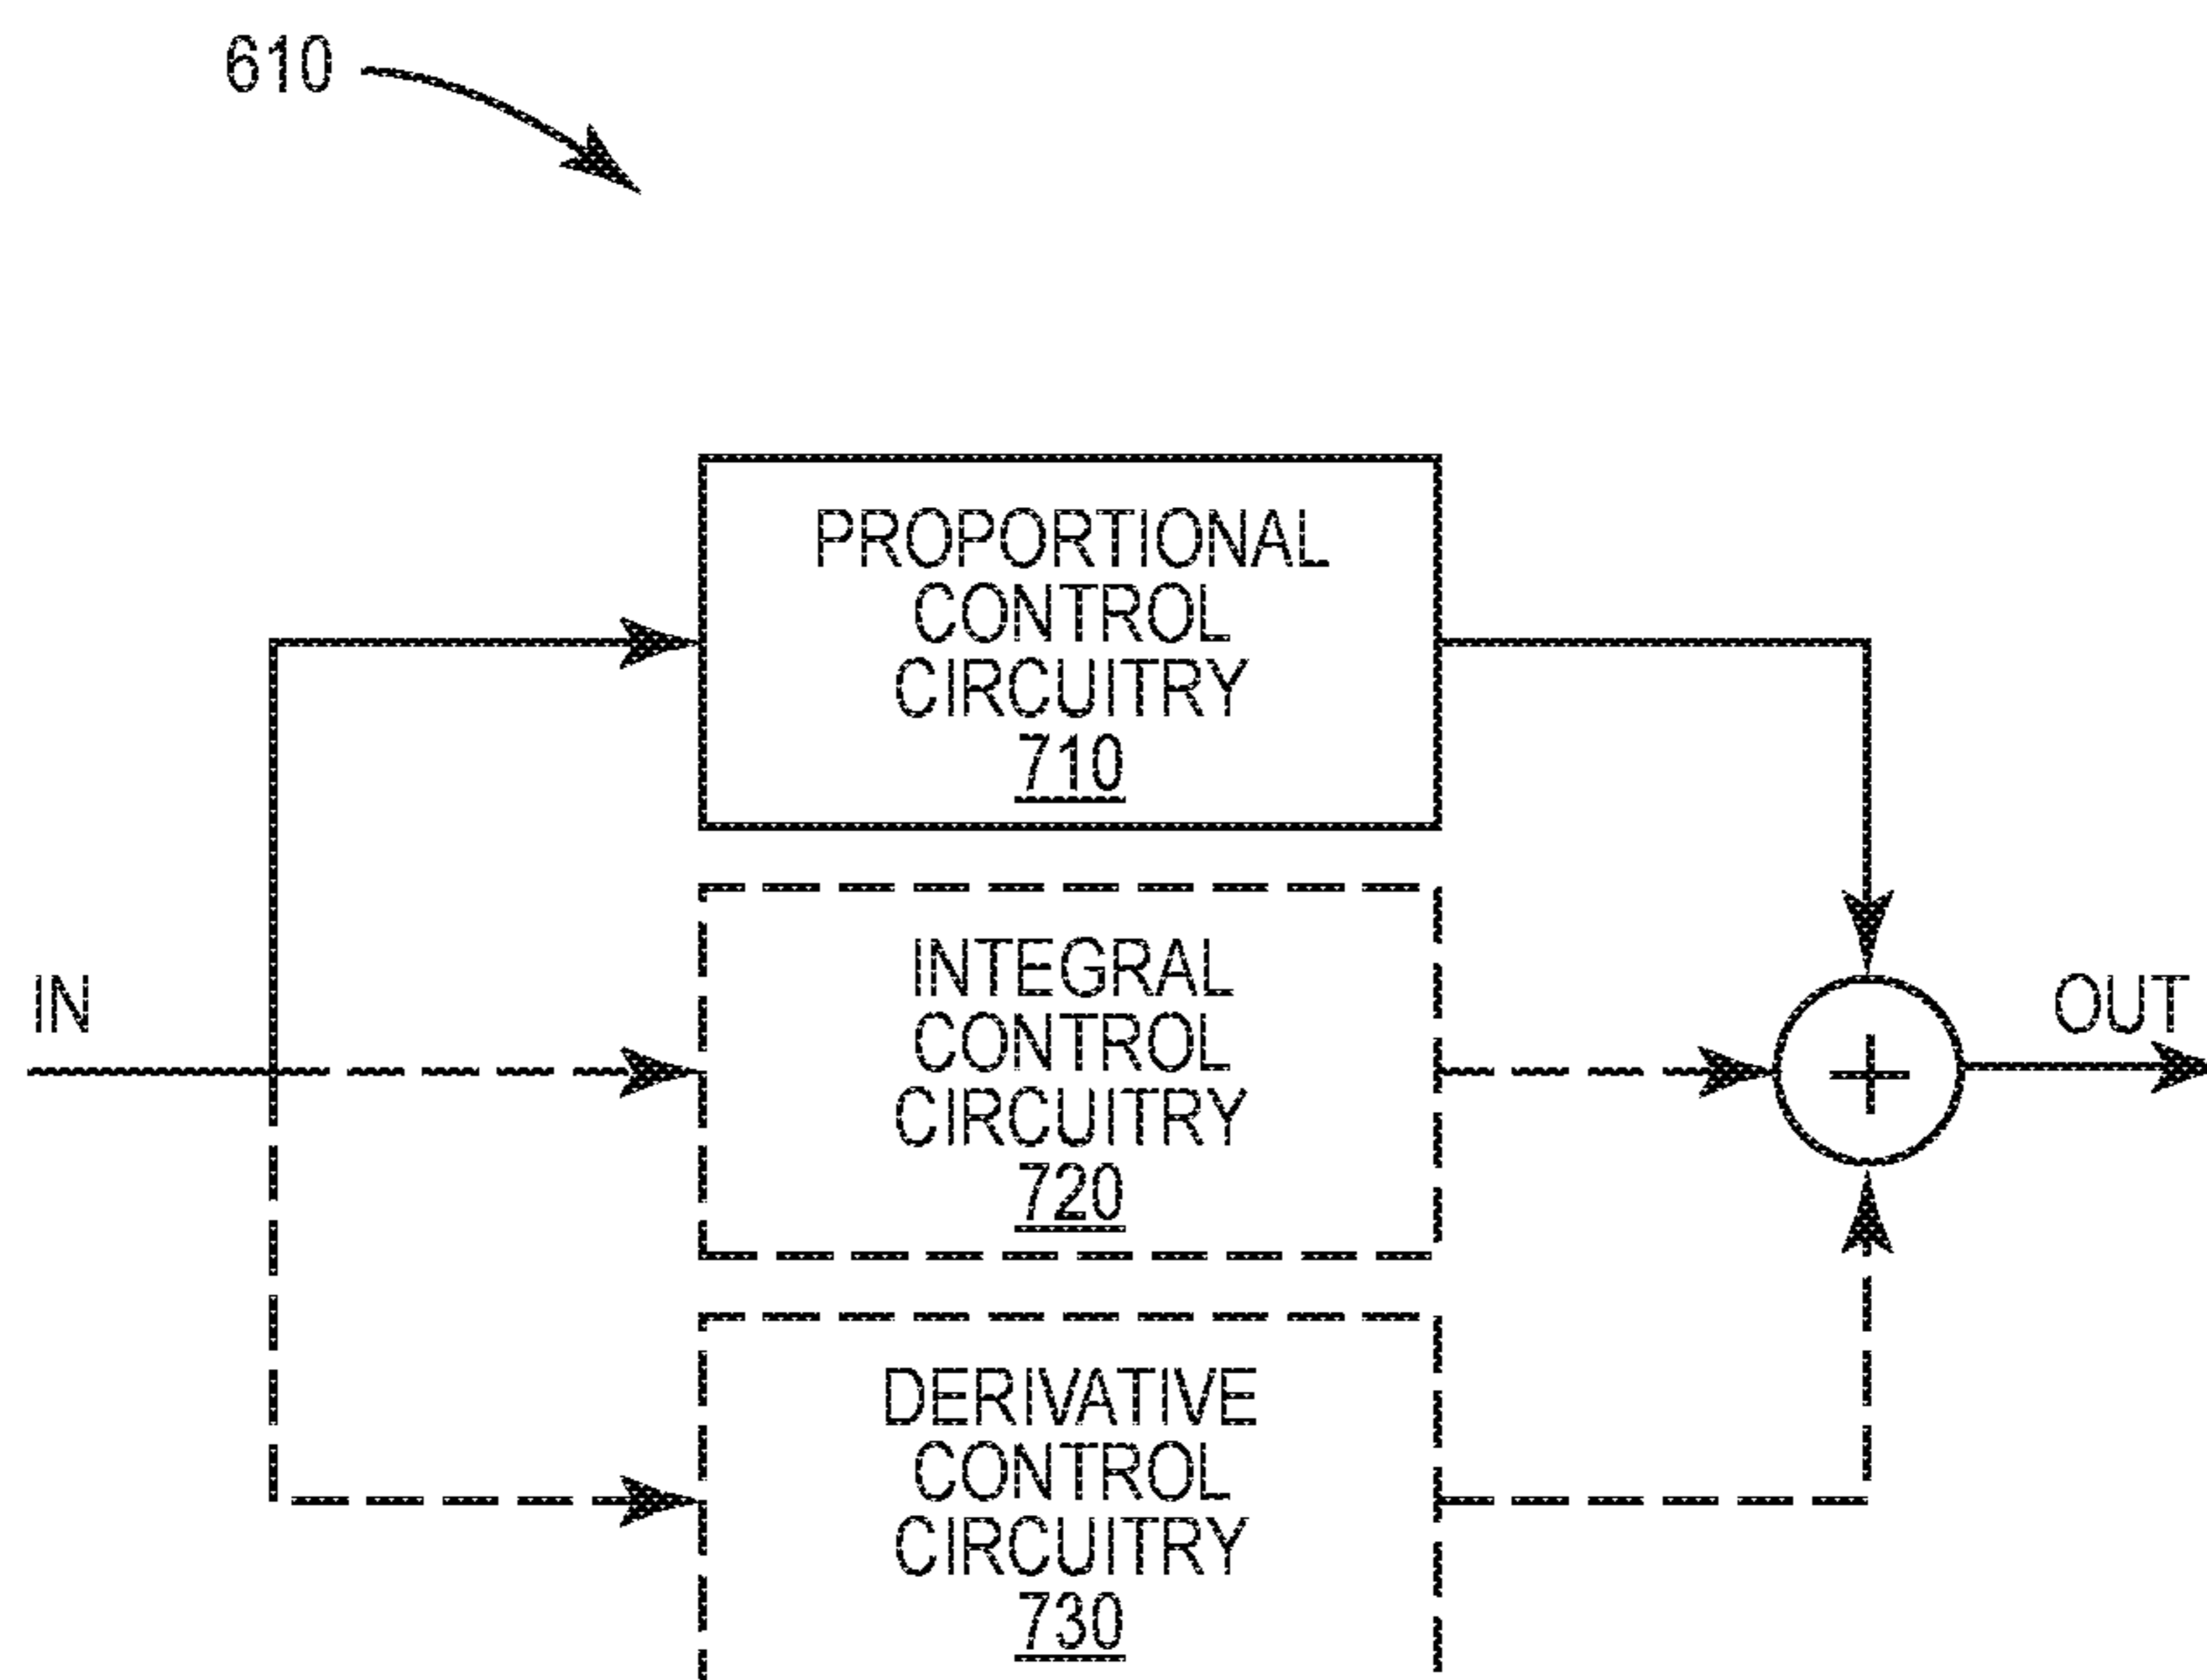 610
PROPORTIONAL
CONTROL
CIRCUITRY
710
IN
INTEGRAL
CONTROL
CIRCUITRY
720
+
OUT
DERIVATIVE
CONTROL
CIRCUITRY
730